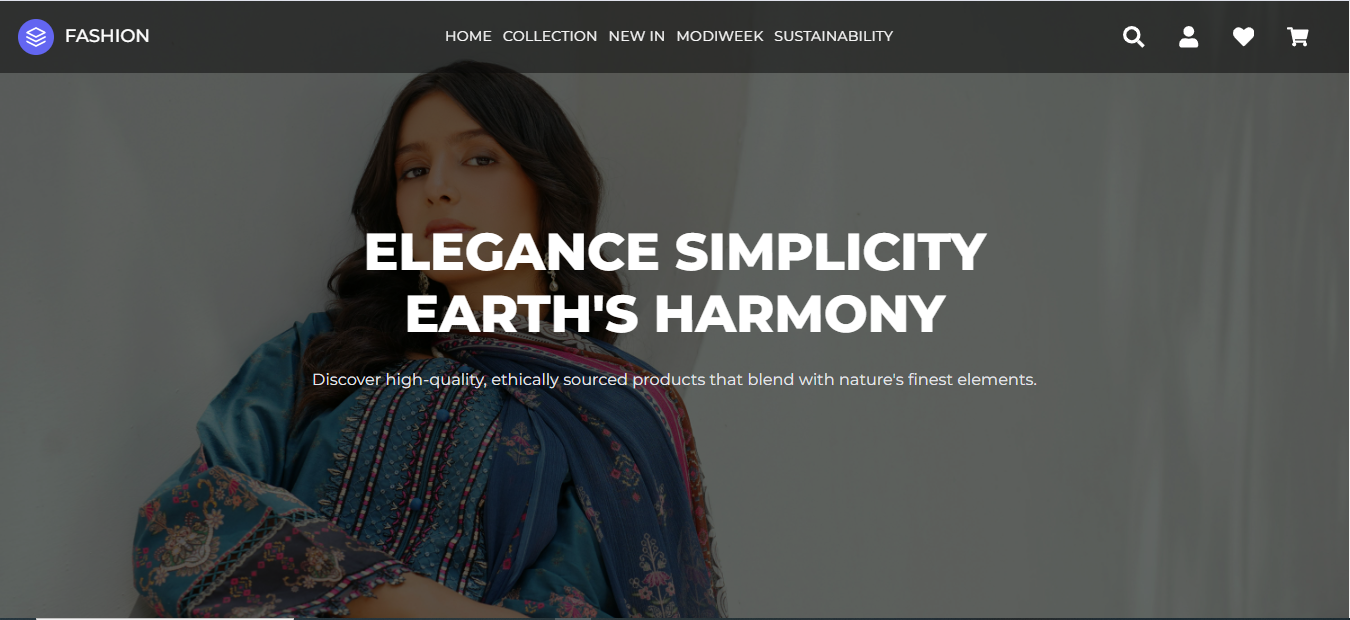 FASHION
HOME COLLECTION NEW IN MODIWEEK SUSTAINABILITY
ELEGANCE SIMPLICITY
EARTH'S HARMONY
Discover high-quality, ethically sourced products that blend with nature's finest elements.